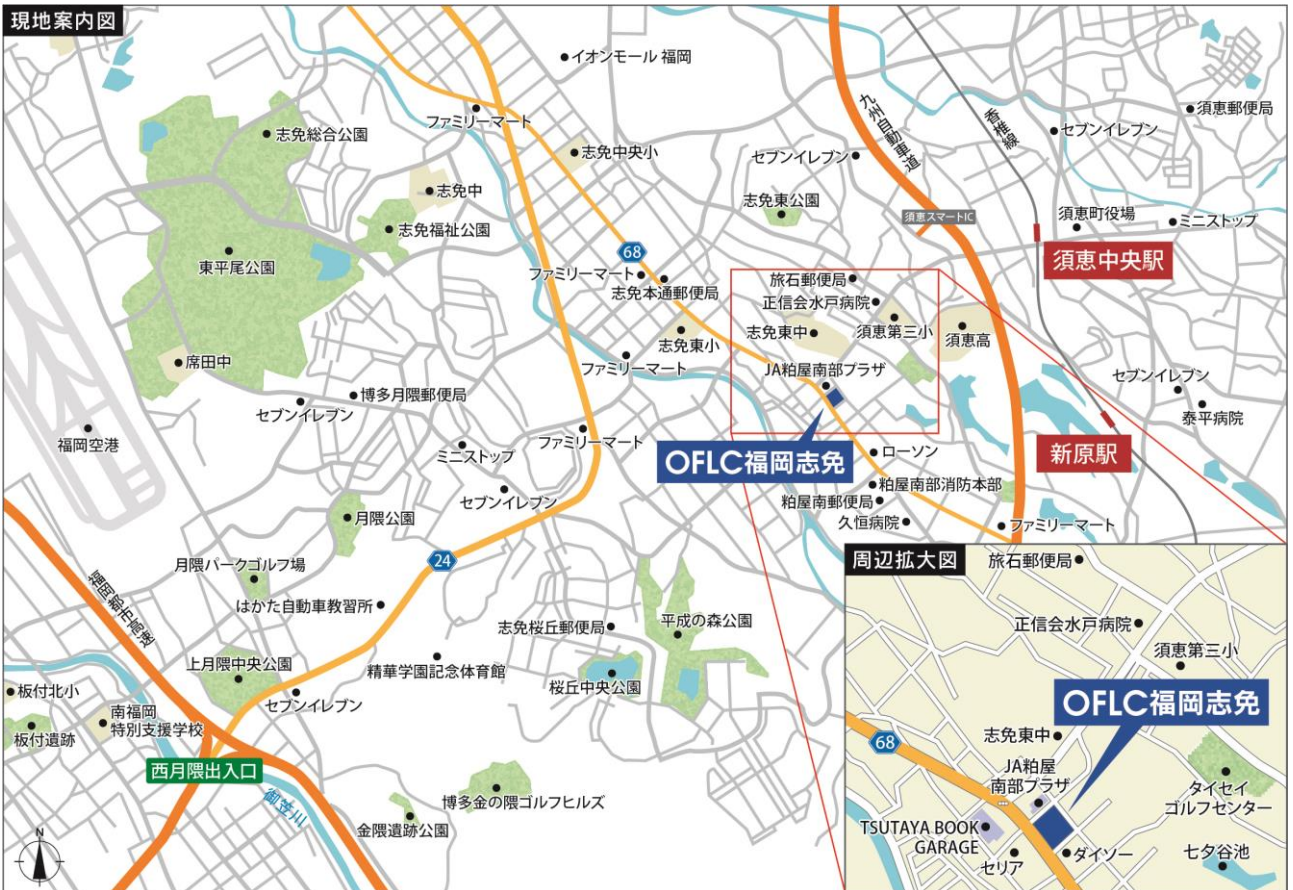 現地案内図
イオンモール 福岡
ファミリーマート
志免総合公園
志免中央小
九州自動車道
香椎線
須恵郵便局
セブンイレブン
セブンイレブン
志免中
志免東公園
志免福祉公園
須恵スマートIC
須恵町役場
ミニストップ
東平尾公園
68
須恵中央駅
ファミリーマート
志免本通郵便局
旅石郵便局
正信会水戸病院
志免東中
須恵第三小
須恵高
志免東小
席田中
ファミリーマート
JA粕屋南部プラザ
セブンイレブン
泰平病院
博多月隈郵便局
セブンイレブン
福岡空港
ファミリーマート
ミニストップ
OFLC福岡志免
ローソン
新原駅
セブンイレブン
粕屋南部消防本部
粕屋南郵便局
久恒病院
ファミリーマート
月隈公園
24
月隈パークゴルフ場
福岡都市高速
はかた自動車教習所
志免桜丘郵便局
平成の森公園
上月隈中央公園
精華学園記念体育館
桜丘中央公園
セブンイレブン
板付北小
南福岡
特別支援学校
板付遺跡
西月隈出入口
御笠川
博多金の隈ゴルフヒルズ
金隈遺跡公園
N
周辺拡大図
旅石郵便局
正信会水戸病院
須恵第三小
OFLC福岡志免
68
志免東中
JA粕屋
南部プラザ
タイセイ
ゴルフセンター
TSUTAYA BOOK
GARAGE
セリア
ダイソー
七夕谷池